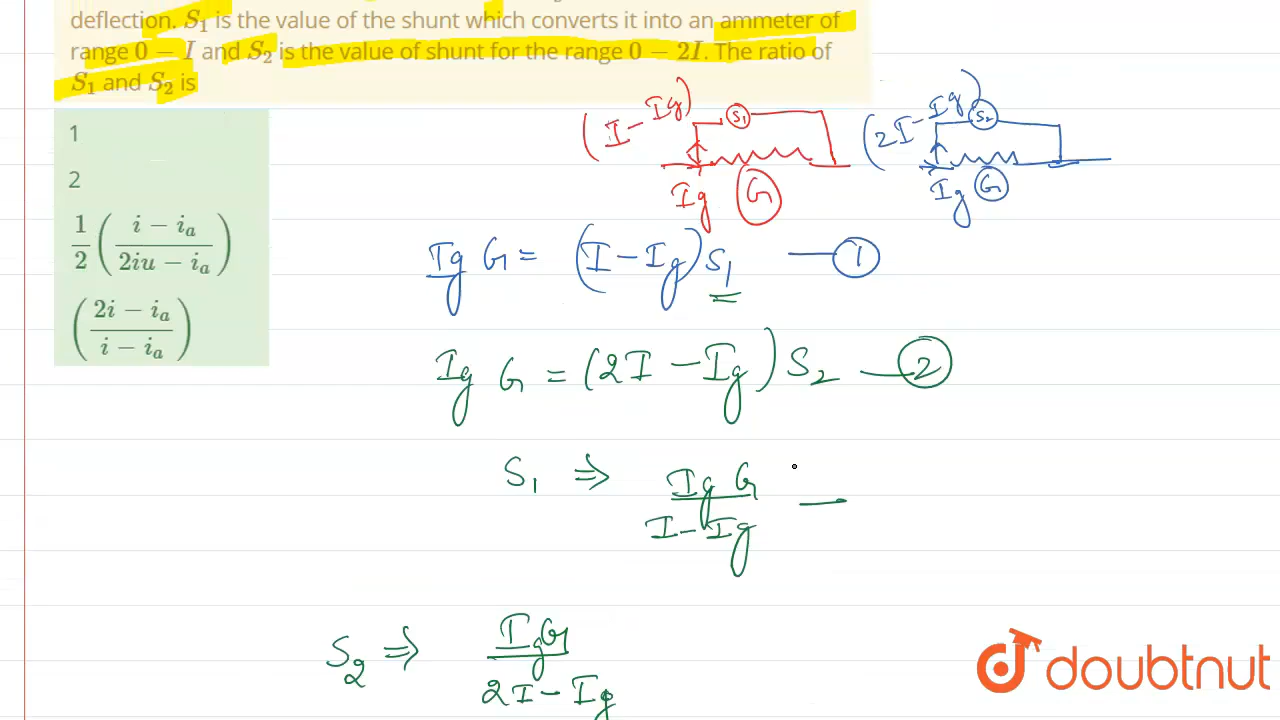 deflection. S₁ is the value of the shunt which converts it into an ammeter of
range 0 − I and S₂ is the value of shunt for the range 0 − 2I. The ratio of
S₁ and S₂ is
1
2
1/2 ((i − iₐ)/(2iu − iₐ))
((2i − iₐ)/(i − iₐ))
(I − Ig) S₁
Ig G
(2I − Ig) S₂
Ig G
Ig G = (I − Ig) S₁ — ①
Ig G = (2I − Ig) S₂ — ②
S₁ ⇒ Ig G/(I − Ig) —
S₂ ⇒ IgG/(2I − Ig)
doubtnut